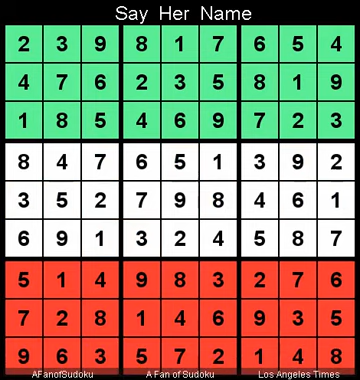 Say Her Name
2 3 9 8 1 7 6 5 4
4 7 6 2 3 5 8 1 9
1 8 5 4 6 9 7 2 3
8 4 7 6 5 1 3 9 2
3 5 2 7 9 8 4 6 1
6 9 1 3 2 4 5 8 7
5 1 4 9 8 3 2 7 6
7 2 8 1 4 6 9 3 5
9 6 3 5 7 2 1 4 8
AFanofSudoku A Fan of Sudoku Los Angeles Times